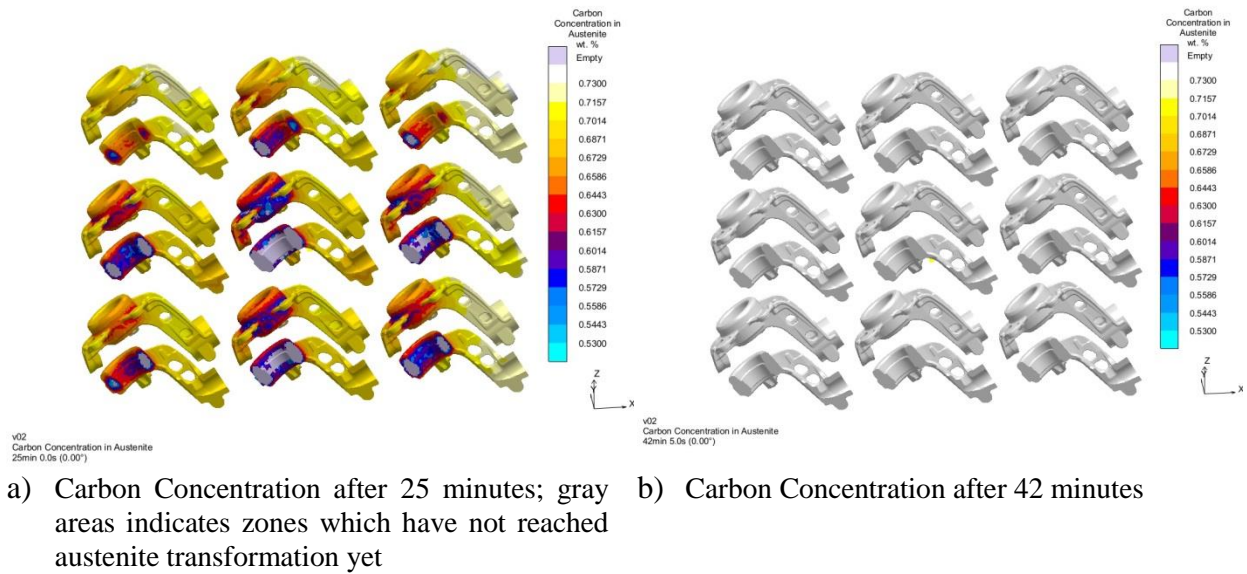 Carbon
Concentration in
Austenite
wt. %
Empty
0.7300
0.7157
0.7014
0.6871
0.6729
0.6586
0.6443
0.6300
0.6157
0.6014
0.5871
0.5729
0.5586
0.5443
0.5300
Z
Y
X
v02
Carbon Concentration in Austenite
25min 0.0s (0.00°)
Carbon
Concentration in
Austenite
wt. %
Empty
0.7300
0.7157
0.7014
0.6871
0.6729
0.6586
0.6443
0.6300
0.6157
0.6014
0.5871
0.5729
0.5586
0.5443
0.5300
Z
Y
X
v02
Carbon Concentration in Austenite
42min 5.0s (0.00°)
a) Carbon Concentration after 25 minutes; gray
areas indicates zones which have not reached
austenite transformation yet
b) Carbon Concentration after 42 minutes